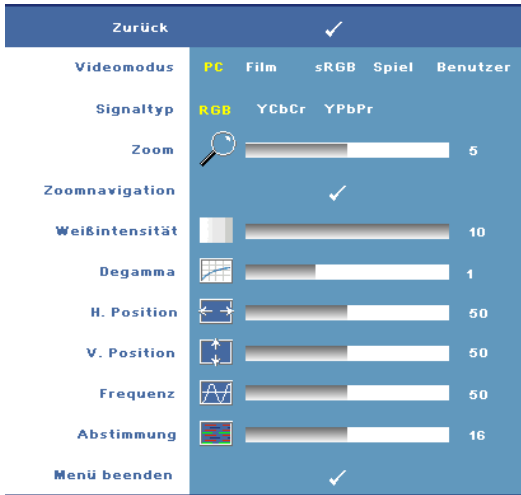 Zurück
Videomodus PC Film sRGB Spiel Benutzer
Signaltyp RGB YCbCr YPbPr
Zoom 5
Zoomnavigation
Weißintensität 10
Degamma 1
H. Position 50
V. Position 50
Frequenz 50
Abstimmung 16
Menü beenden